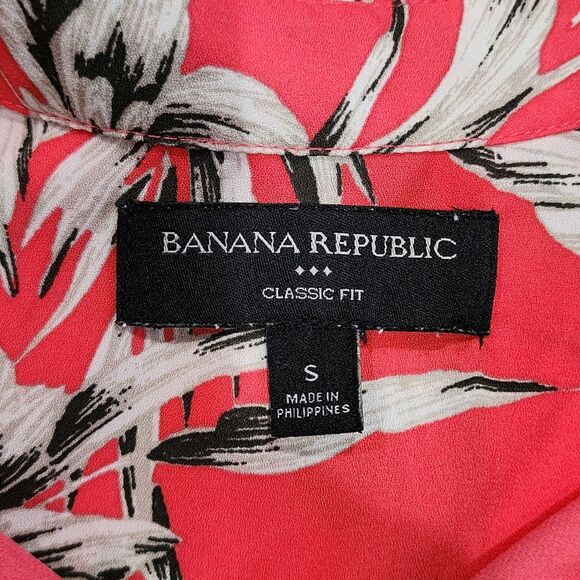 BANANA REPUBLIC
CLASSIC FIT
S
MADE IN
PHILIPPINES